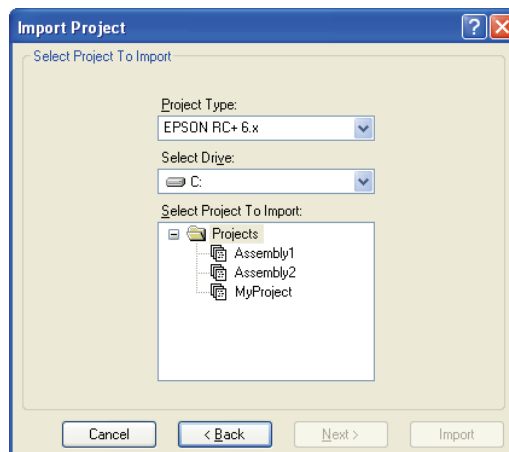 Import Project
Select Project To Import
Project Type:
EPSON RC+ 6.x
Select Drive:
C:
Select Project To Import:
Projects
Assembly1
Assembly2
MyProject
Cancel < Back Next > Import